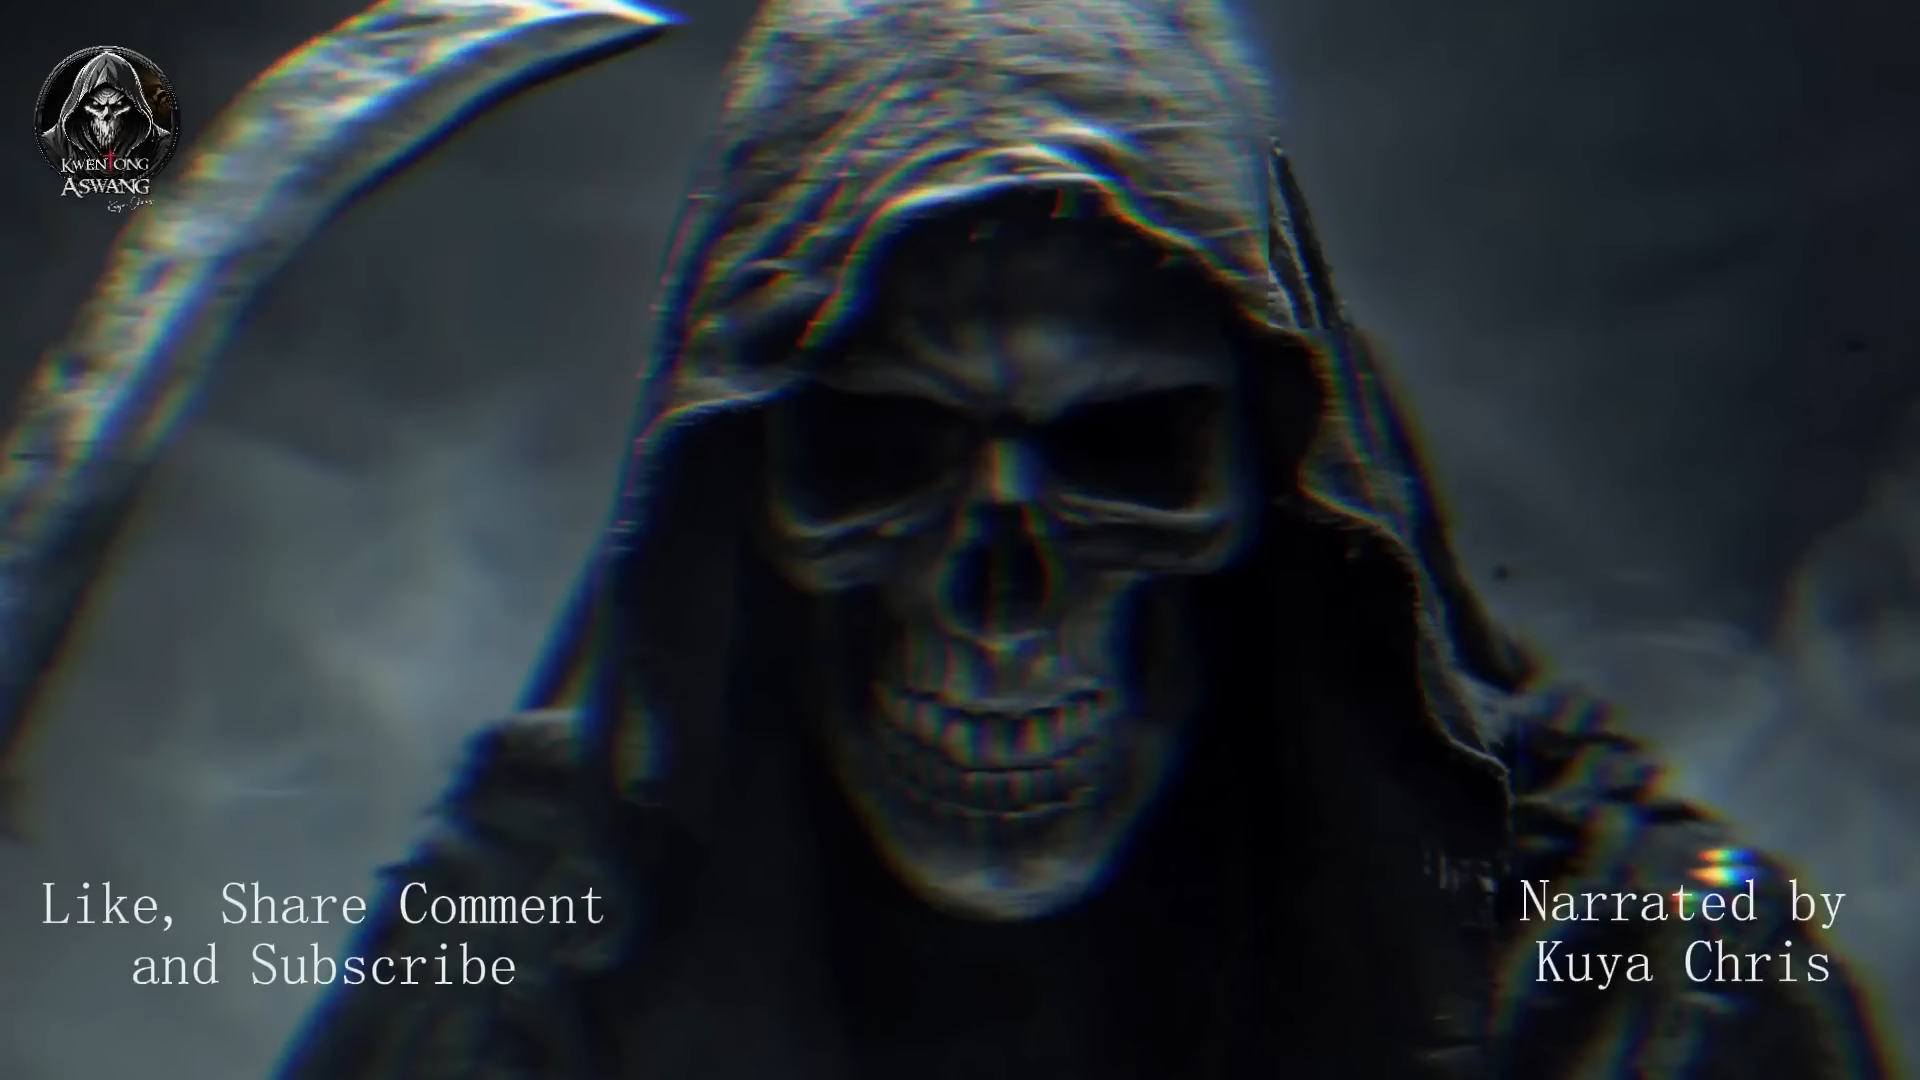 KWENTONG
ASWANG
Like, Share Comment
and Subscribe
Narrated by
Kuya Chris